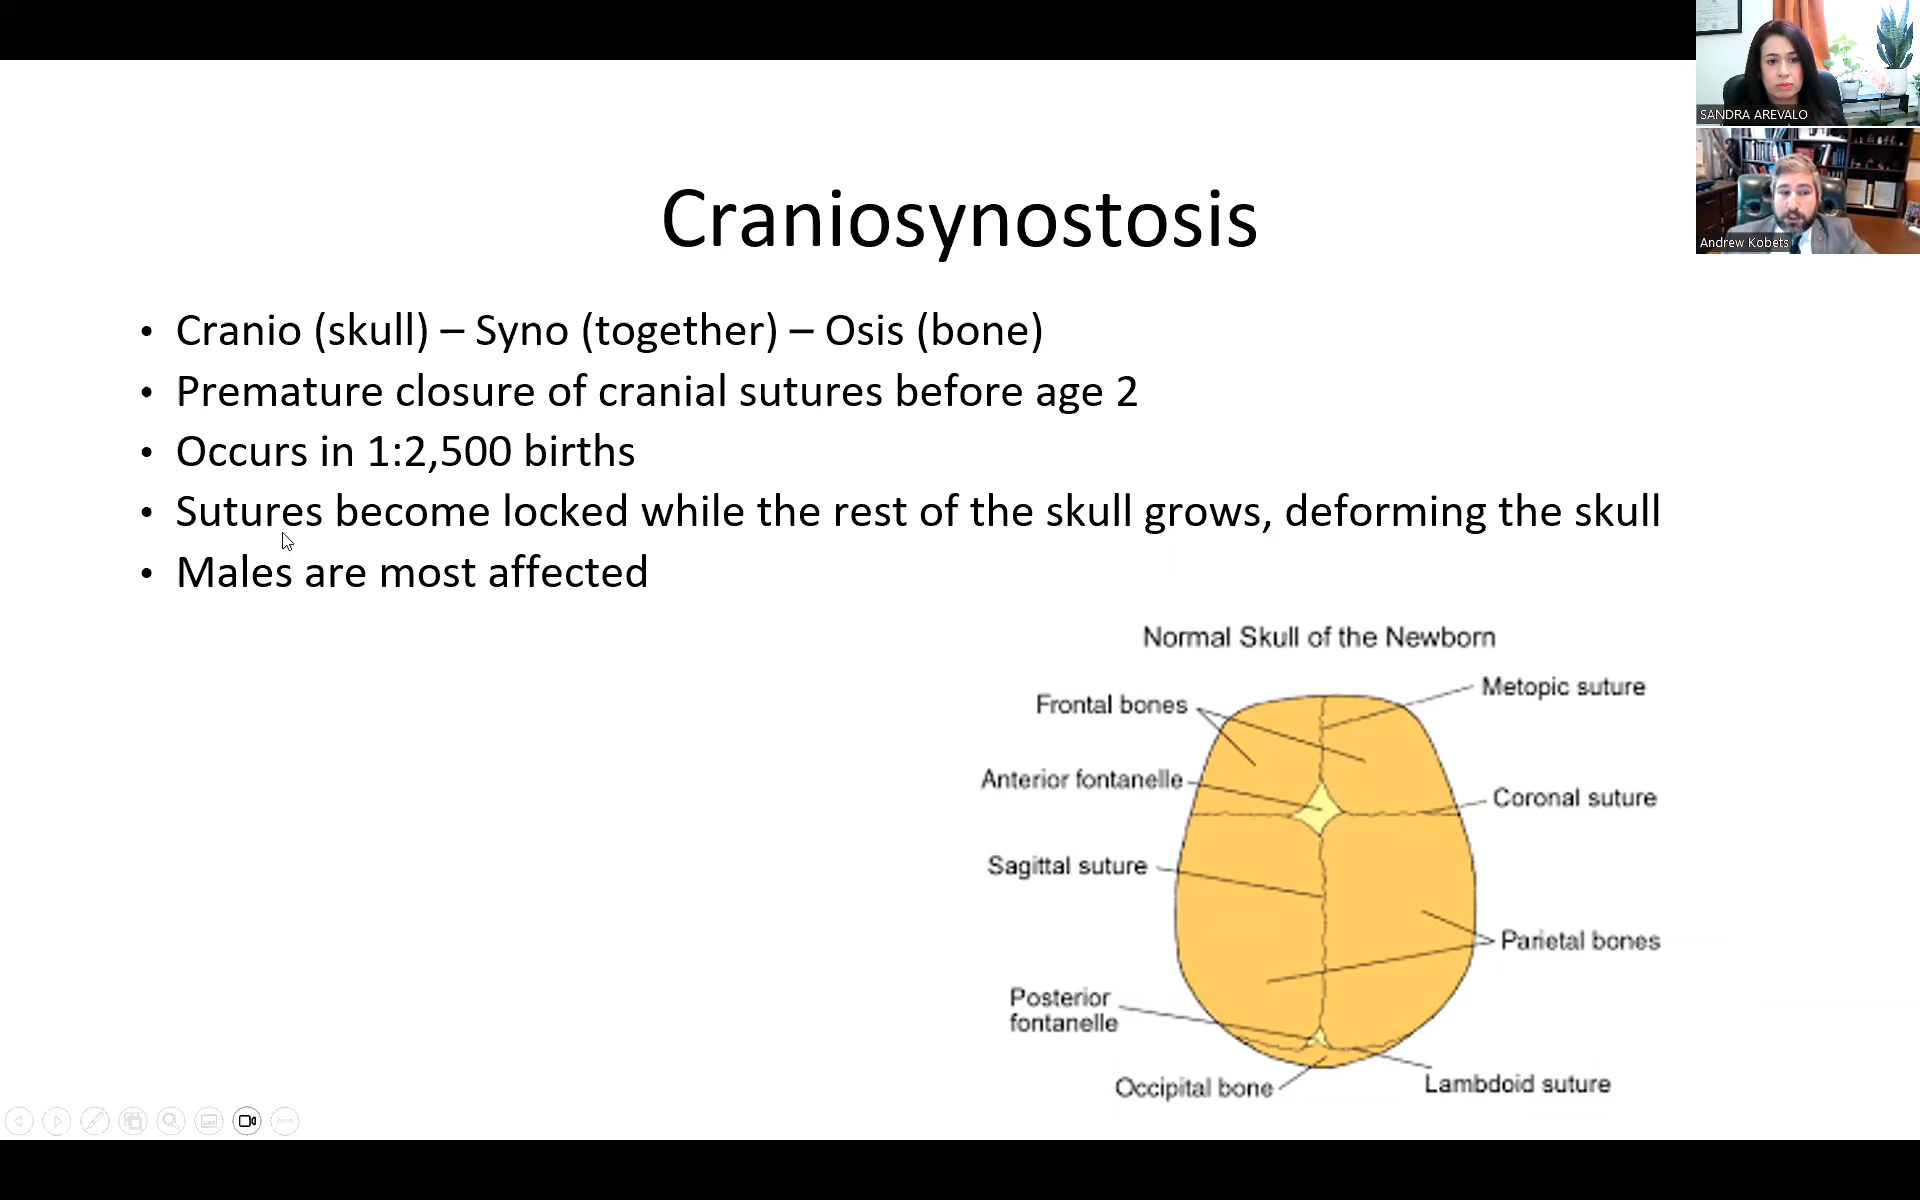 SANDRA AREVALO
Andrew Kobets
Craniosynostosis
• Cranio (skull) – Syno (together) – Osis (bone)
• Premature closure of cranial sutures before age 2
• Occurs in 1:2,500 births
• Sutures become locked while the rest of the skull grows, deforming the skull
• Males are most affected
Normal Skull of the Newborn
Metopic suture
Frontal bones
Anterior fontanelle
Coronal suture
Sagittal suture
Parietal bones
Posterior
fontanelle
Occipital bone
Lambdoid suture